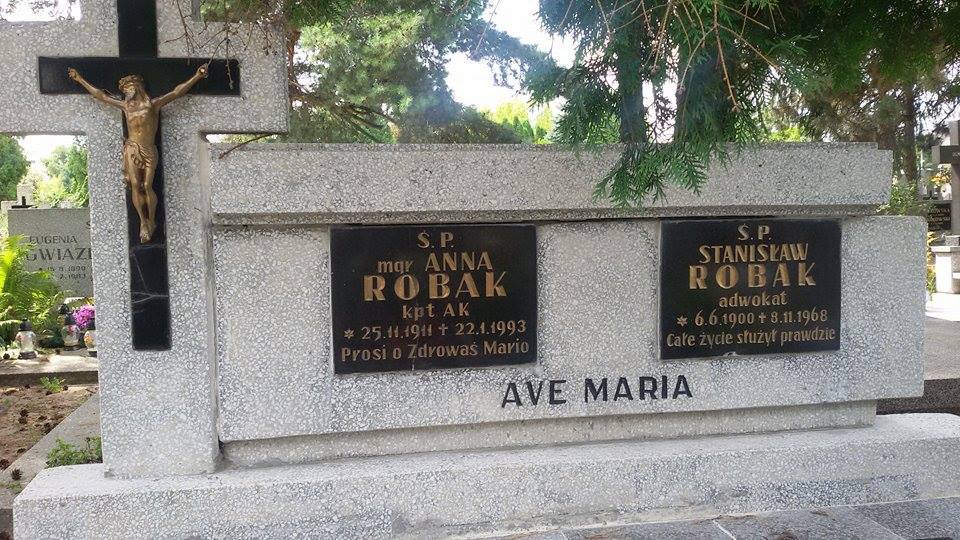 Ś. P.
mgr ANNA
ROBAK
kpt AK
* 25.11.1911 + 22.1.1993
Prosi o Zdrowaś Mario
Ś. P.
STANISŁAW
ROBAK
adwokat
* 6.6.1900 + 8.11.1968
Całe życie służył prawdzie
AVE MARIA
EUGENIA
GWIAZD